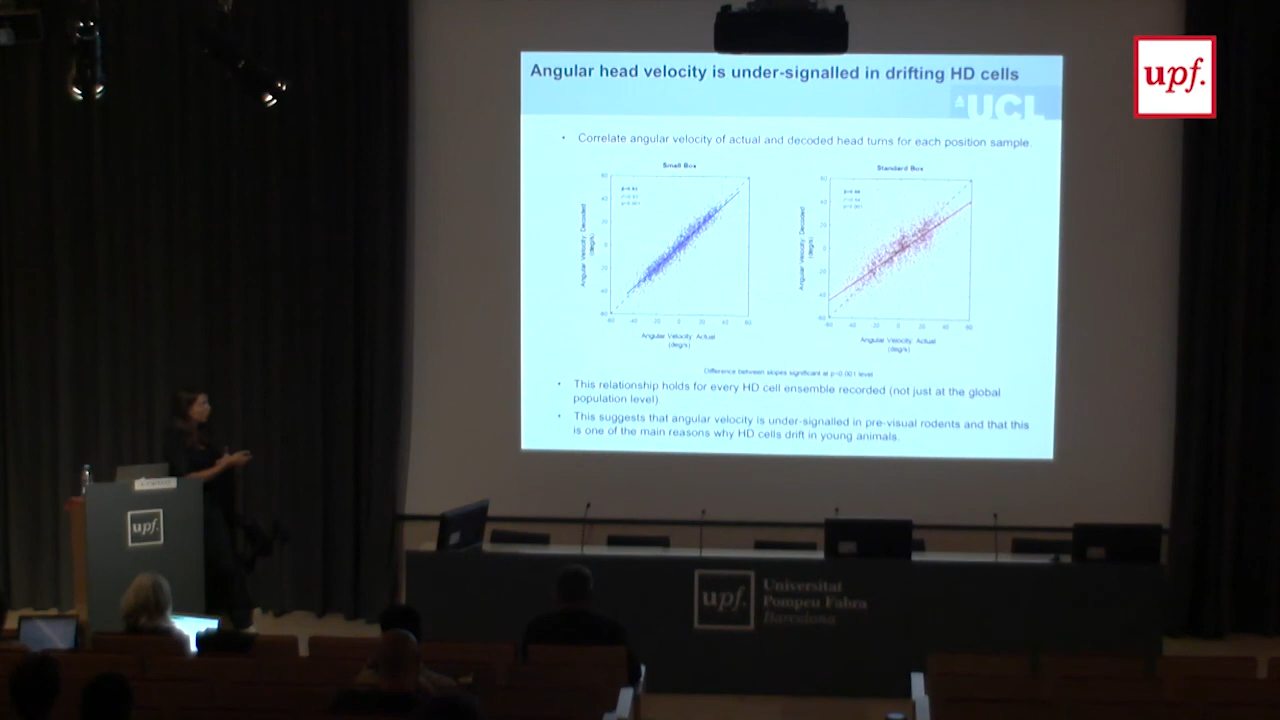 Angular head velocity is under-signalled in drifting HD cells
UCL
upf.
• Correlate angular velocity of actual and decoded head turns for each position sample.
Small Box
Standard Box
Angular Velocity Decoded
(deg/s)
Angular Velocity Actual
(deg/s)
Angular Velocity Decoded
(deg/s)
Angular Velocity Actual
(deg/s)
Difference between slopes significant at p<0.001 level
• This relationship holds for every HD cell ensemble recorded (not just at the global
population level)
• This suggests that angular velocity is under-signalled in pre-visual rodents and that this
is one of the main reasons why HD cells drift in young animals.
upf.
upf.
Universitat
Pompeu Fabra
Barcelona